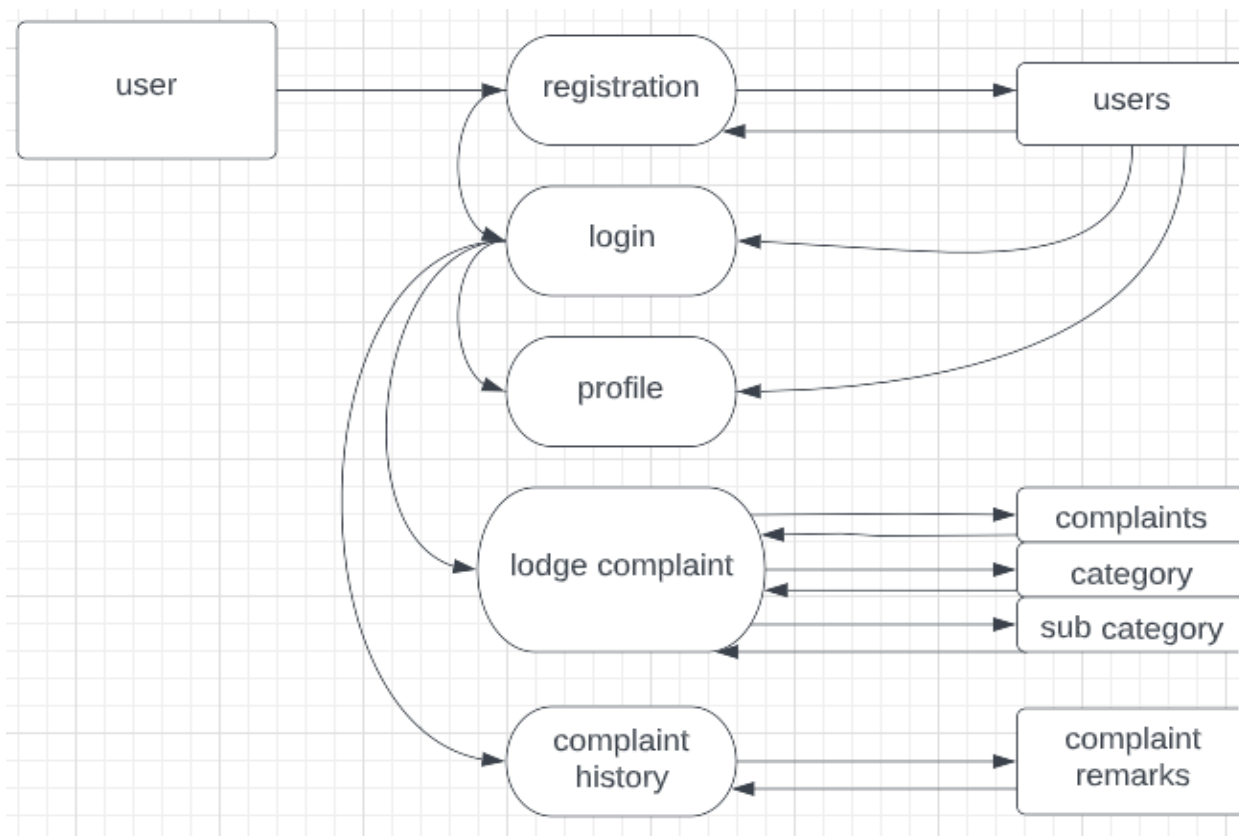 user
registration
users
login
profile
lodge complaint
complaints
category
sub category
complaint
history
complaint
remarks